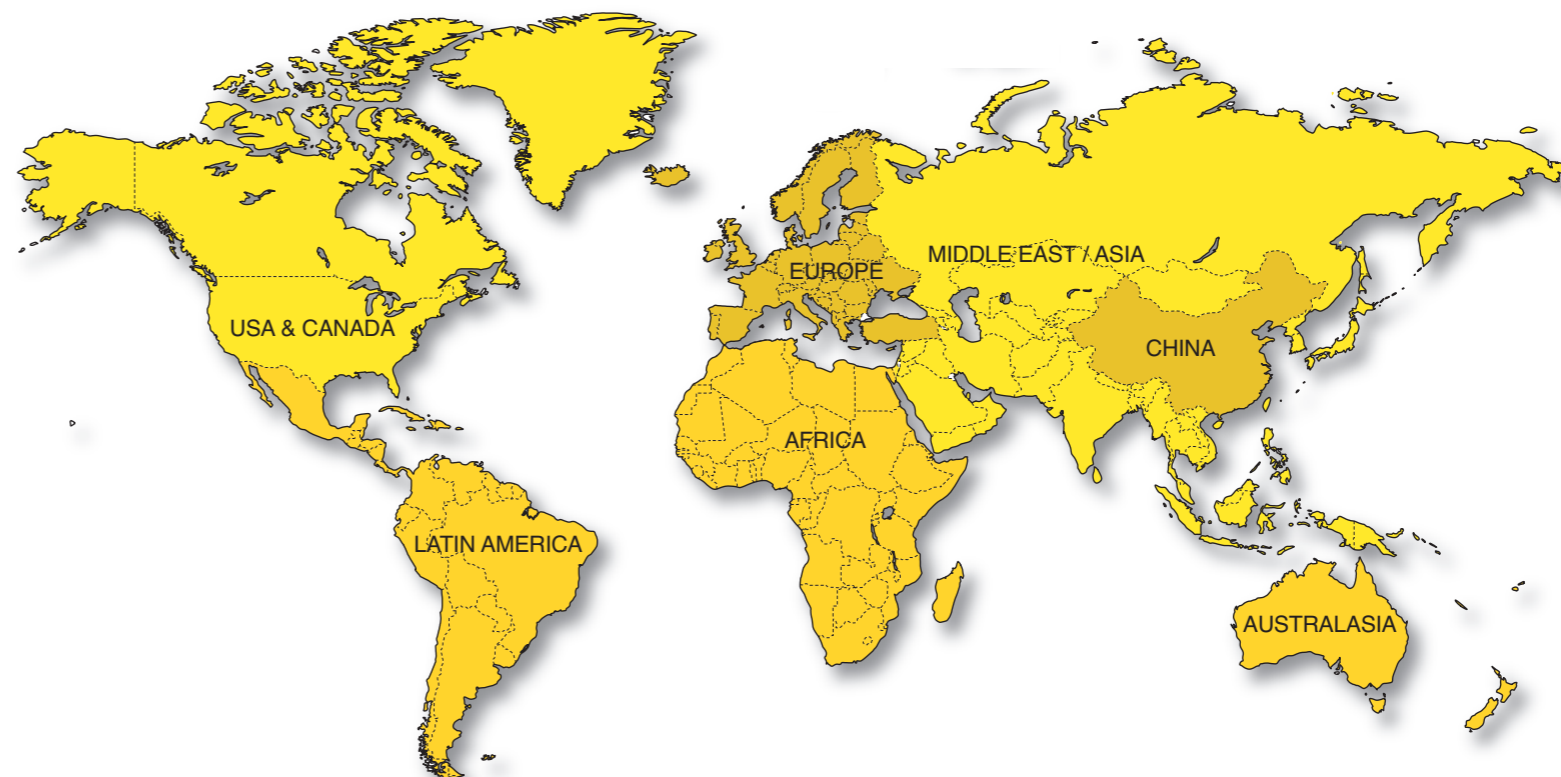 MIDDLE EAST / ASIA
EUROPE
USA & CANADA
CHINA
AFRICA
LATIN AMERICA
AUSTRALASIA